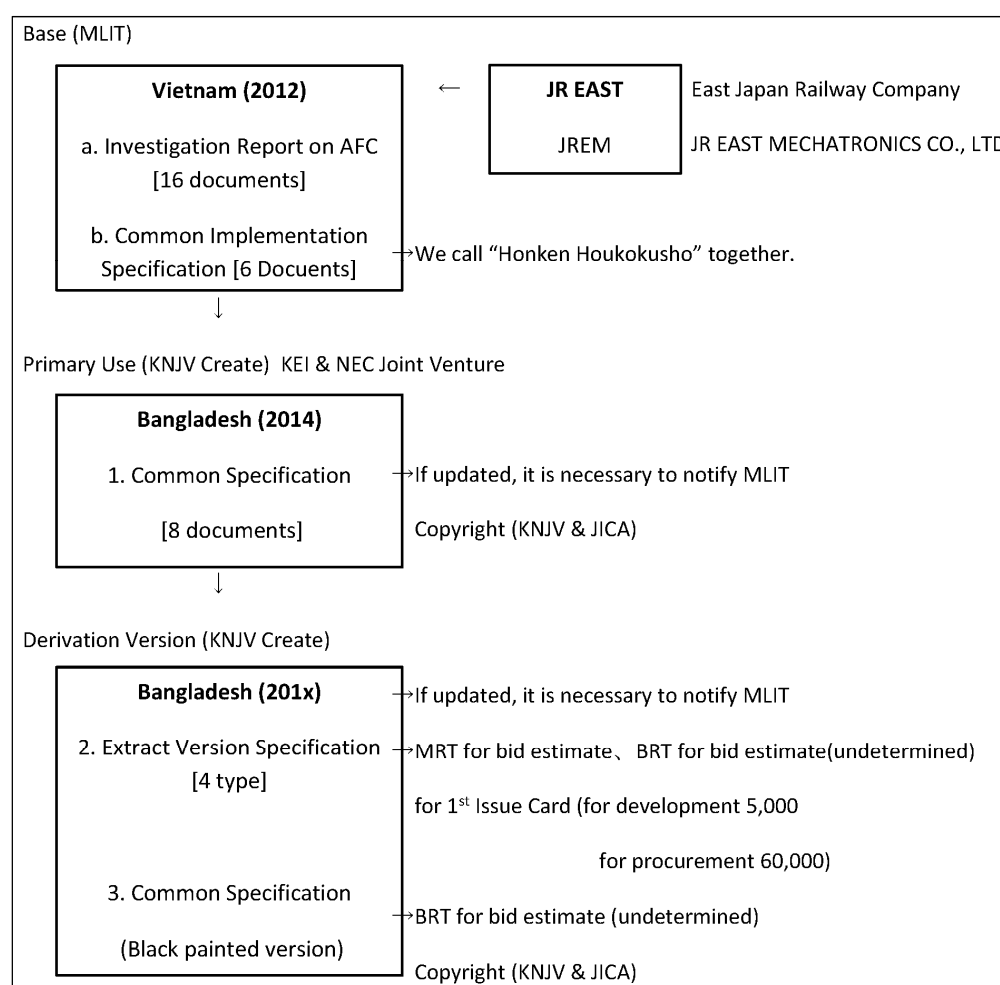 Base (MLIT)
Vietnam (2012)
← JR EAST East Japan Railway Company
a. Investigation Report on AFC
JREM JR EAST MECHATRONICS CO., LTD
[16 documents]
b. Common Implementation
Specification [6 Docuents]
→We call “Honken Houkokusho” together.
↓
Primary Use (KNJV Create) KEI & NEC Joint Venture
Bangladesh (2014)
1. Common Specification
→If updated, it is necessary to notify MLIT
[8 documents]
Copyright (KNJV & JICA)
↓
Derivation Version (KNJV Create)
Bangladesh (201x)
→If updated, it is necessary to notify MLIT
2. Extract Version Specification
→MRT for bid estimate、BRT for bid estimate(undetermined)
[4 type]
for 1st Issue Card (for development 5,000
for procurement 60,000)
3. Common Specification
→BRT for bid estimate (undetermined)
(Black painted version)
Copyright (KNJV & JICA)